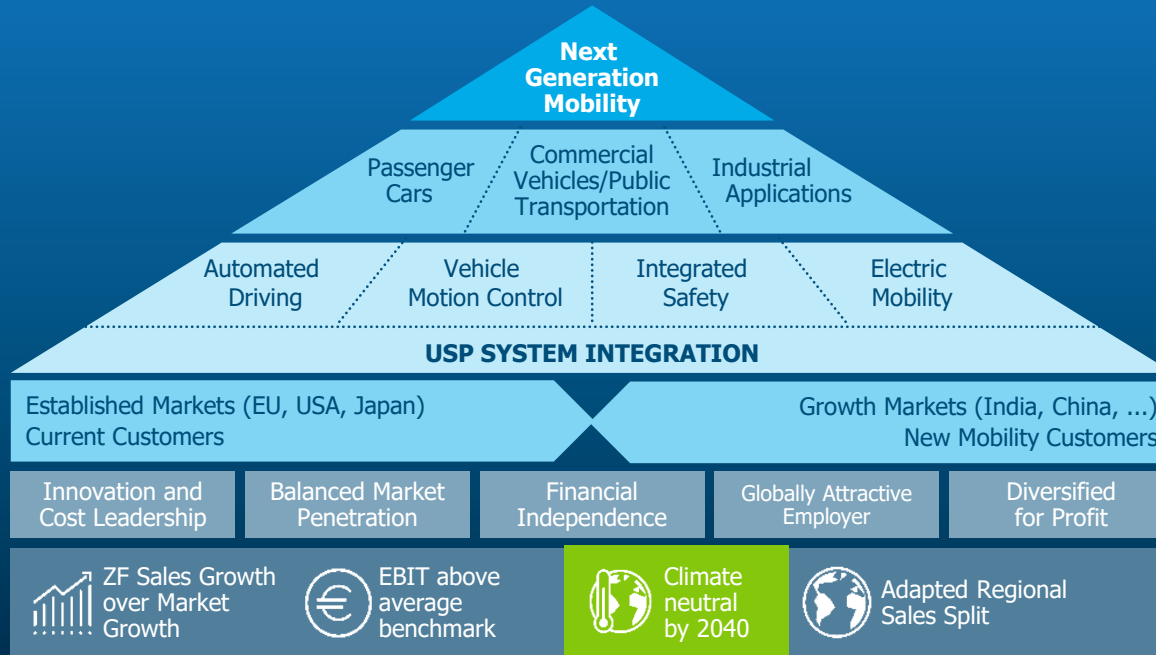 Next
Generation
Mobility
Passenger
Cars
Commercial
Vehicles/Public
Transportation
Industrial
Applications
Automated
Driving
Vehicle
Motion Control
Integrated
Safety
Electric
Mobility
USP SYSTEM INTEGRATION
Established Markets (EU, USA, Japan)
Current Customers
Growth Markets (India, China, ...)
New Mobility Customers
Innovation and
Cost Leadership
Balanced Market
Penetration
Financial
Independence
Globally Attractive
Employer
Diversified
for Profit
ZF Sales Growth
over Market
Growth
€
EBIT above
average
benchmark
Climate
neutral
by 2040
Adapted Regional
Sales Split